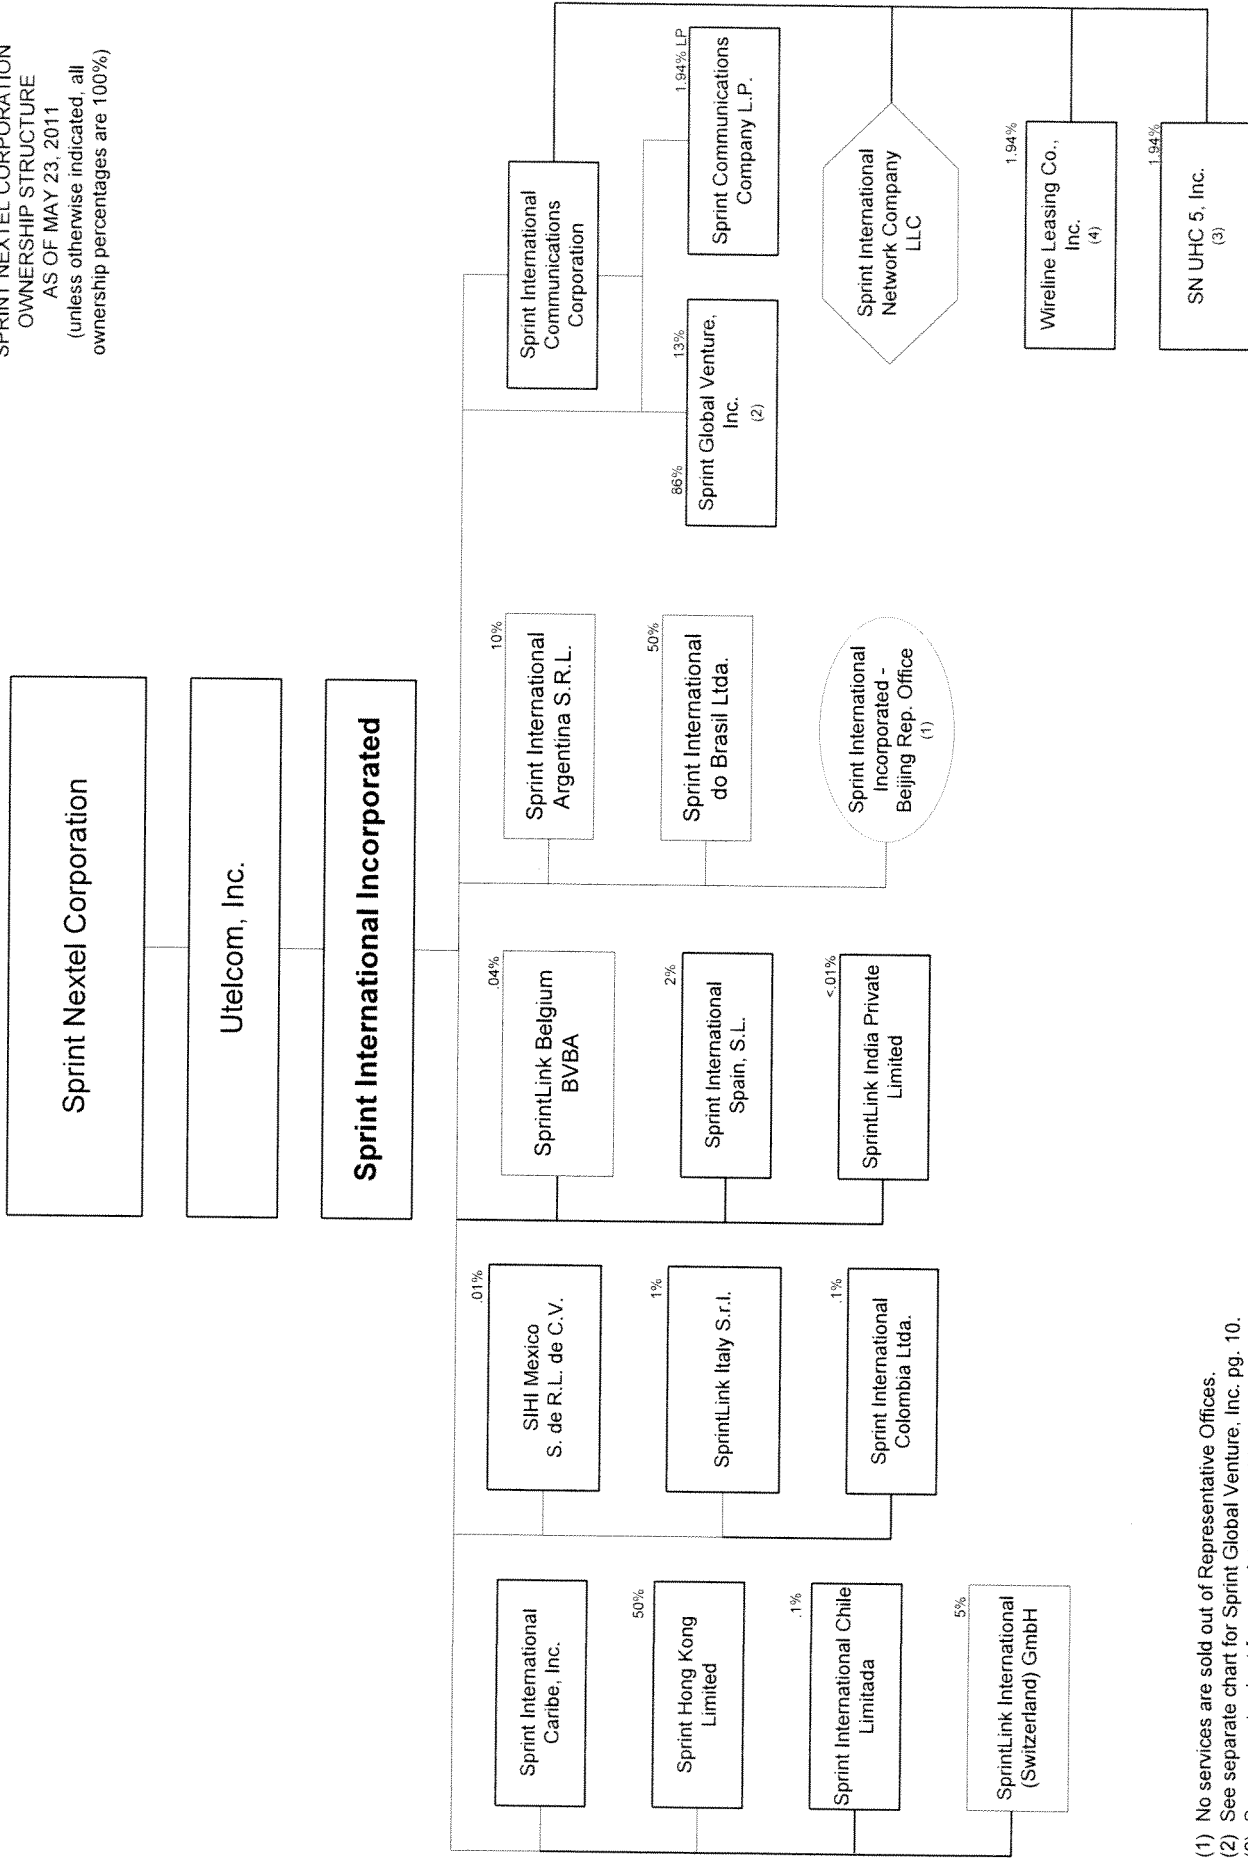 SPRINT NEXTEL CORPORATION
OWNERSHIP STRUCTURE
AS OF MAY 23, 2011
(unless otherwise indicated, all
ownership percentages are 100%)
Sprint Nextel Corporation
Utelcom, Inc.
Sprint International Incorporated
Sprint International
Caribe, Inc.
50%
Sprint Hong Kong
Limited
.1%
Sprint International Chile
Limitada
5%
SprintLink International
(Switzerland) GmbH
.01%
SIHI Mexico
S. de R.L. de C.V.
1%
SprintLink Italy S.r.l.
.1%
Sprint International
Colombia Ltda.
.04%
SprintLink Belgium
BVBA
2%
Sprint International
Spain, S.L.
<.01%
SprintLink India Private
Limited
10%
Sprint International
Argentina S.R.L.
50%
Sprint International
do Brasil Ltda.
Sprint International
Incorporated -
Beijing Rep. Office
(1)
Sprint International
Communications
Corporation
86%
13%
Sprint Global Venture,
Inc.
(2)
1.94% LP
Sprint Communications
Company L.P.
Sprint International
Network Company
LLC
1.94%
Wireline Leasing Co.,
Inc.
(4)
1.94%
SN UHC 5, Inc.
(3)
(1) No services are sold out of Representative Offices.
(2) See separate chart for Sprint Global Venture, Inc. pg. 10.